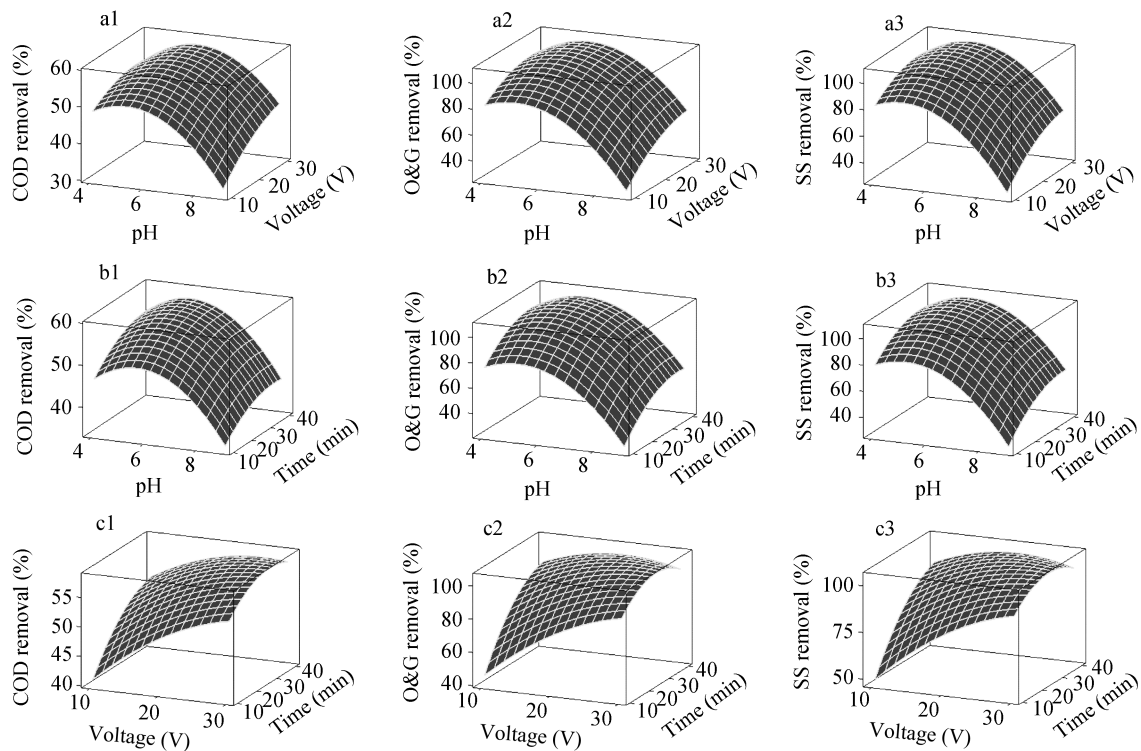 a1
COD removal (%)
60
50
40
30
4
6
8
pH
10
20
30
Voltage (V)
a2
O&G removal (%)
100
80
60
40
4
6
8
pH
10
20
30
Voltage (V)
a3
SS removal (%)
100
80
60
40
4
6
8
pH
10
20
30
Voltage (V)
b1
COD removal (%)
60
50
40
4
6
8
pH
10
20
30
40
Time (min)
b2
O&G removal (%)
100
80
60
40
4
6
8
pH
10
20
30
40
Time (min)
b3
SS removal (%)
100
80
60
40
4
6
8
pH
10
20
30
40
Time (min)
c1
COD removal (%)
55
50
45
40
10
20
30
Voltage (V)
10
20
30
40
Time (min)
c2
O&G removal (%)
100
80
60
40
10
20
30
Voltage (V)
10
20
30
40
Time (min)
c3
SS removal (%)
100
75
50
10
20
30
Voltage (V)
10
20
30
40
Time (min)